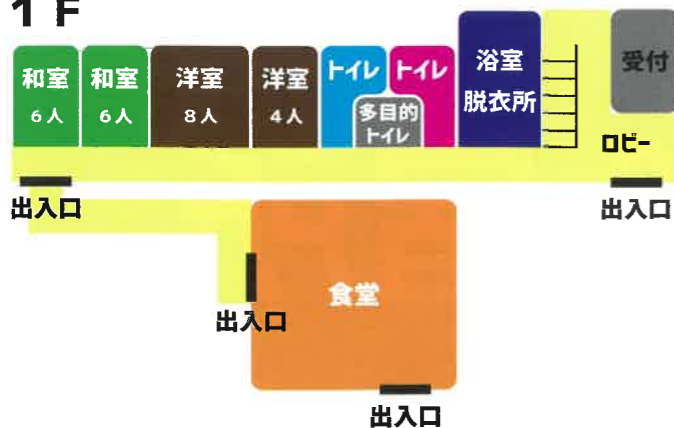 1F
和室
6人
和室
6人
洋室
8人
洋室
4人
トイレ
トイレ
多目的
トイレ
浴室
脱衣所
受付
ロビー
出入口
出入口
食堂
出入口
出入口